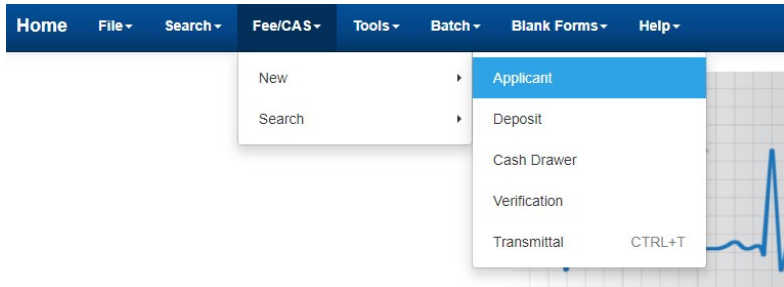 Home File Search Fee/CAS Tools Batch Blank Forms Help
New Applicant
Search Deposit
Cash Drawer
Verification
Transmittal CTRL+T